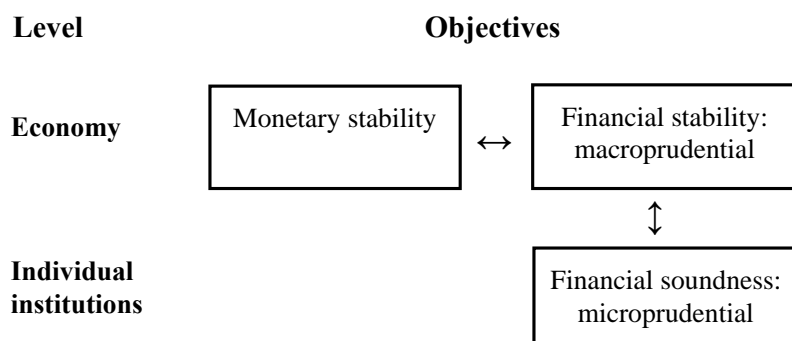 Level Objectives
Economy
Monetary stability
↔
Financial stability:
macroprudential
↕
Individual
institutions
Financial soundness:
microprudential